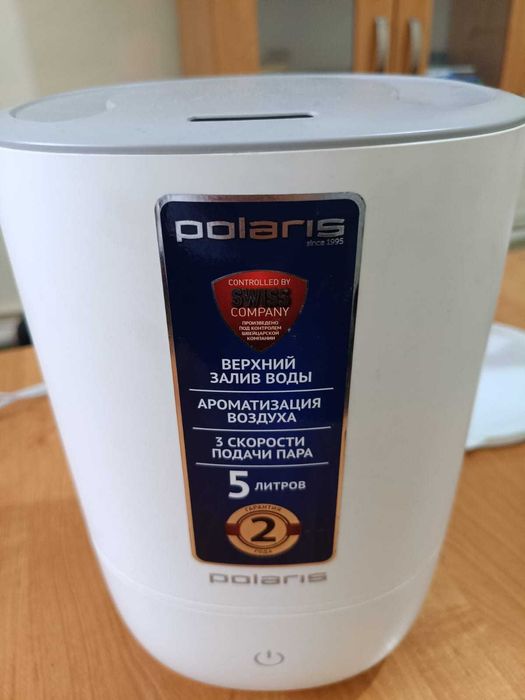 polaris
since 1995
CONTROLLED BY
SWISS
COMPANY
ПРОИЗВЕДЕНО
ПОД КОНТРОЛЕМ
ШВЕЙЦАРСКОЙ
КОМПАНИИ
ВЕРХНИЙ
ЗАЛИВ ВОДЫ
АРОМАТИЗАЦИЯ
ВОЗДУХА
3 СКОРОСТИ
ПОДАЧИ ПАРА
5 ЛИТРОВ
ГАРАНТИЯ
2
ГОДА
polaris